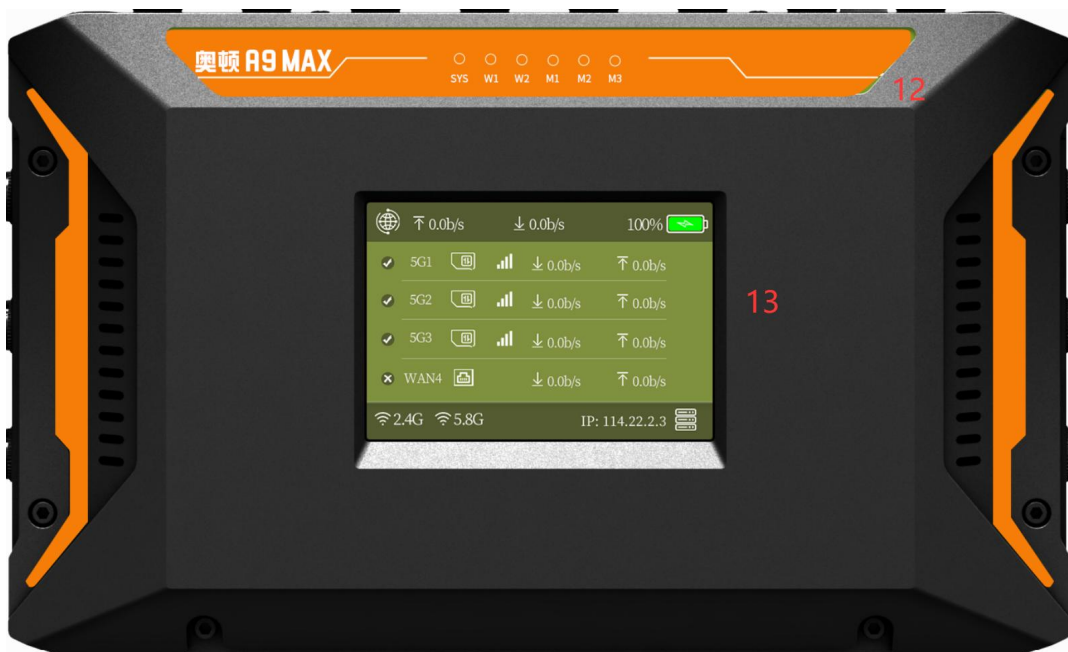 奥顿 A9 MAX
SYS W1 W2 M1 M2 M3
12
0.0b/s 0.0b/s 100%
5G1 0.0b/s 0.0b/s
13
5G2 0.0b/s 0.0b/s
5G3 0.0b/s 0.0b/s
WAN4 0.0b/s 0.0b/s
2.4G 5.8G IP: 114.22.2.3